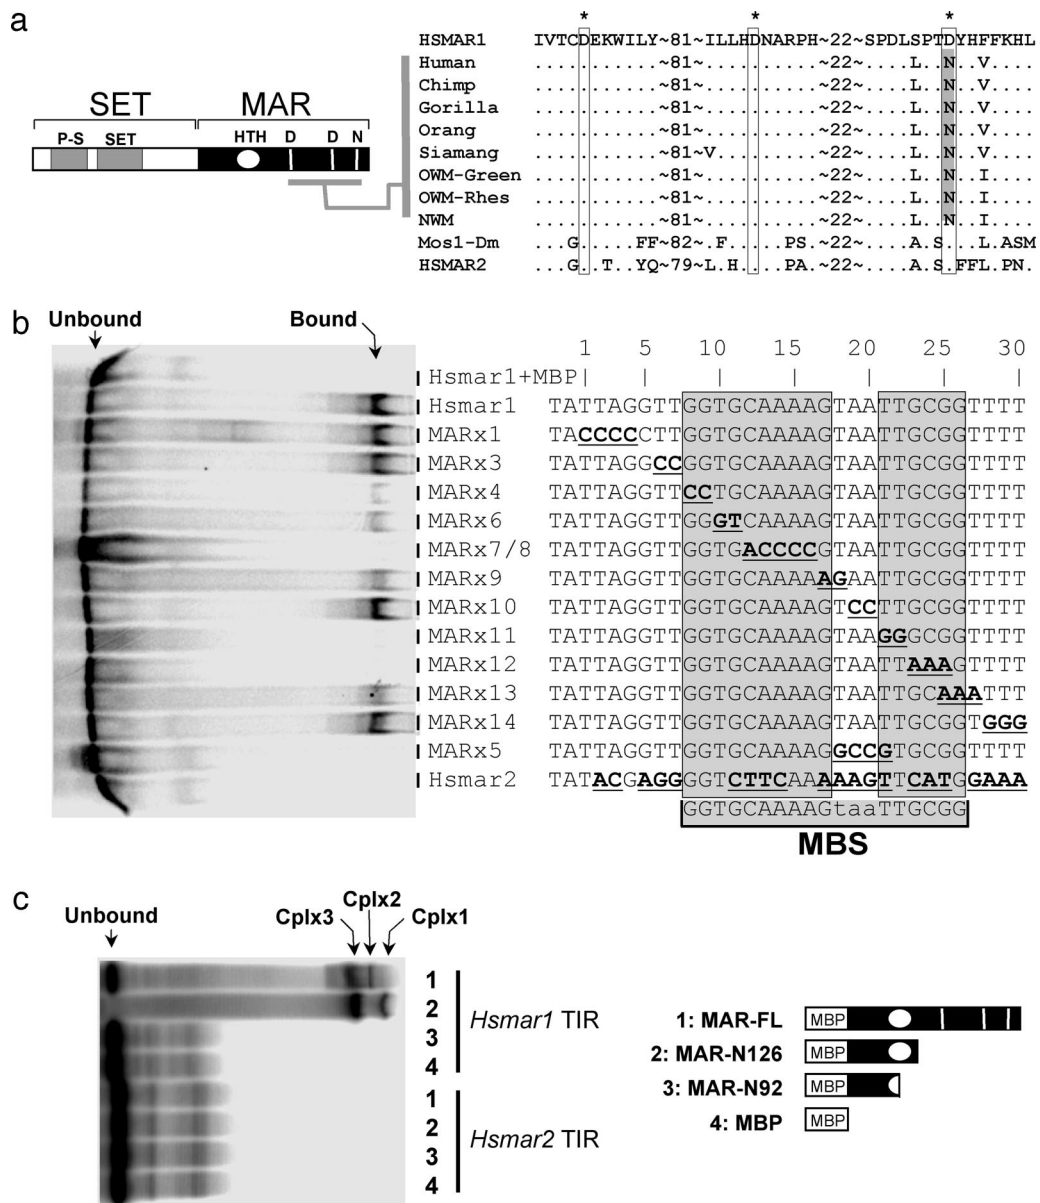 a
SET MAR
P-S SET HTH D D N
* * *
HSMAR1 IVTCDEKWILY~81~ILLHDNARPH~22~SPDLSPTDYHFFKHL
Human ...........~81~..........~22~....L..N..V....
Chimp ...........~81~..........~22~....L..N..V....
Gorilla ...........~81~..........~22~....L..N..V....
Orang ...........~81~..........~22~....L..N..V....
Siamang ...........~81~V.........~22~....L..N..V....
OWM-Green ...........~81~..........~22~....L..N..I....
OWM-Rhes ...........~81~..........~22~....L..N..I....
NWM ...........~81~..........~22~....L..N..I....
Mos1-Dm ...G.....FF~82~.F.....PS.~22~....A.S...L.ASM
HSMAR2 ...G..K..YQ~79~L.H....PA.~22~....A.S.FFL.PN.
b
Unbound Bound
1 5 10 15 20 25 30
Hsmar1+MBP
Hsmar1 TATTAGGTTGGTGCAAAAGTAATTGCGGTTTT
MARx1 TACCCCCTTGGTGCAAAAGTAATTGCGGTTTT
MARx3 TATTAGGCCGGTGCAAAAGTAATTGCGGTTTT
MARx4 TATTAGGTTCCTGCAAAAGTAATTGCGGTTTT
MARx6 TATTAGGTTGGGTCAAAAGTAATTGCGGTTTT
MARx7/8 TATTAGGTTGGTGACCCCGTAATTGCGGTTTT
MARx9 TATTAGGTTGGTGCAAAAAGAATTGCGGTTTT
MARx10 TATTAGGTTGGTGCAAAAGTCCTTGCGGTTTT
MARx11 TATTAGGTTGGTGCAAAAGTAAGGGCGGTTTT
MARx12 TATTAGGTTGGTGCAAAAGTAATTAAAGTTTT
MARx13 TATTAGGTTGGTGCAAAAGTAATTGCAAATTT
MARx14 TATTAGGTTGGTGCAAAAGTAATTGCGGTGGG
MARx5 TATTAGGTTGGTGCAAAAGGCCGTGCGGTTTT
Hsmar2 TATACGAGGGGTCTTCAAAAAAGTTCATGGAAA
GGTGCAAAAGtaaTTGCGG
MBS
c
Unbound Cplx3 Cplx2 Cplx1
1
2
3
4
Hsmar1 TIR
1
2
3
4
Hsmar2 TIR
1: MAR-FL MBP
2: MAR-N126 MBP
3: MAR-N92 MBP
4: MBP MBP